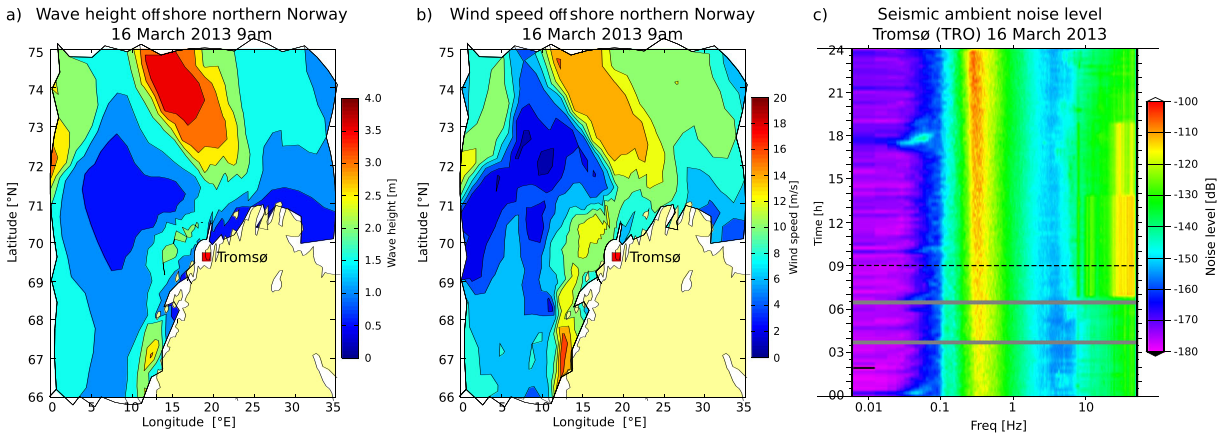 a) Wave height offshore northern Norway
16 March 2013 9am
75
74
73
72
71
70
69
68
67
66
Latitude [°N]
0 5 10 15 20 25 30 35
Longitude [°E]
Tromsø
4.0
3.5
3.0
2.5
2.0
1.5
1.0
0.5
0
Wave height [m]
b) Wind speed offshore northern Norway
16 March 2013 9am
75
74
73
72
71
70
69
68
67
66
Latitude [°N]
0 5 10 15 20 25 30 35
Longitude [°E]
Tromsø
20
18
16
14
12
10
8
6
4
2
0
Wind speed [m/s]
c) Seismic ambient noise level
Tromsø (TRO) 16 March 2013
24
21
18
15
12
09
06
03
00
Time [h]
0.01 0.1 1 10
Freq [Hz]
-100
-110
-120
-130
-140
-150
-160
-170
-180
Noise level [dB]